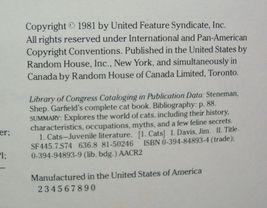 Copyright © 1981 by United Feature Syndicate, Inc.
All rights reserved under International and Pan-American
Copyright Conventions. Published in the United States by
Random House, Inc., New York, and simultaneously in
Canada by Random House of Canada Limited, Toronto.
Library of Congress Cataloging in Publication Data: Steneman,
Shep. Garfield's complete cat book. Bibliography: p. 88.
SUMMARY: Explores the world of cats, including their history,
characteristics, occupations, myths, and a few feline secrets.
er;
1. Cats—Juvenile literature. [1. Cats] I. Davis, Jim. II. Title.
SF445.7.S74 636.8 81-50246 ISBN 0-394-84893-4 (trade);
0-394-94893-9 (lib. bdg.) AACR2
Manufactured in the United States of America
2 3 4 5 6 7 8 9 0